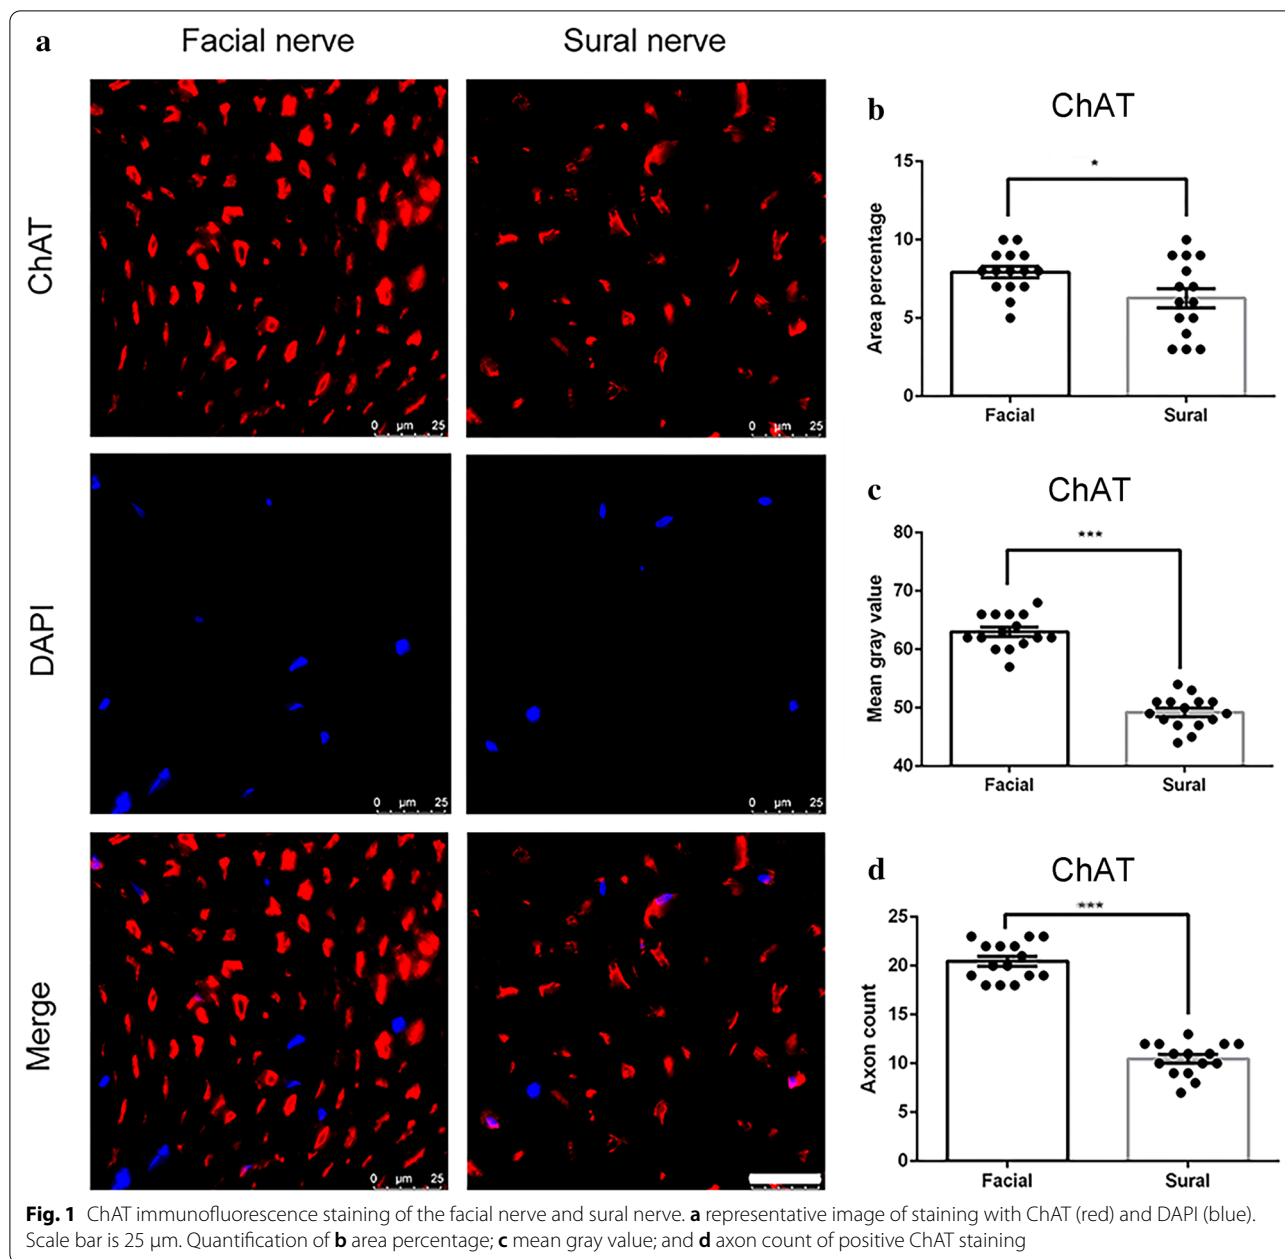 a
Facial nerve
Sural nerve
ChAT
0 µm 25
0 µm 25
DAPI
0 µm 25
0 µm 25
Merge
0 µm 25
b
ChAT
*
Area percentage
15
10
5
0
Facial
Sural
c
ChAT
***
Mean gray value
80
70
60
50
40
Facial
Sural
d
ChAT
***
Axon count
25
20
15
10
5
0
Facial
Sural
Fig. 1 ChAT immunofluorescence staining of the facial nerve and sural nerve. a representative image of staining with ChAT (red) and DAPI (blue).
Scale bar is 25 µm. Quantification of b area percentage; c mean gray value; and d axon count of positive ChAT staining